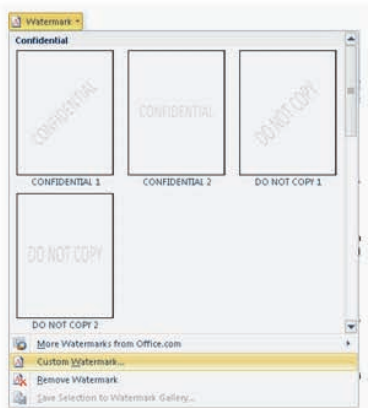 Watermark
Confidential
CONFIDENTIAL
CONFIDENTIAL
DO NOT COPY
CONFIDENTIAL 1
CONFIDENTIAL 2
DO NOT COPY 1
DO NOT COPY
DO NOT COPY 2
More Watermarks from Office.com
Custom Watermark...
Remove Watermark
Save Selection to Watermark Gallery...